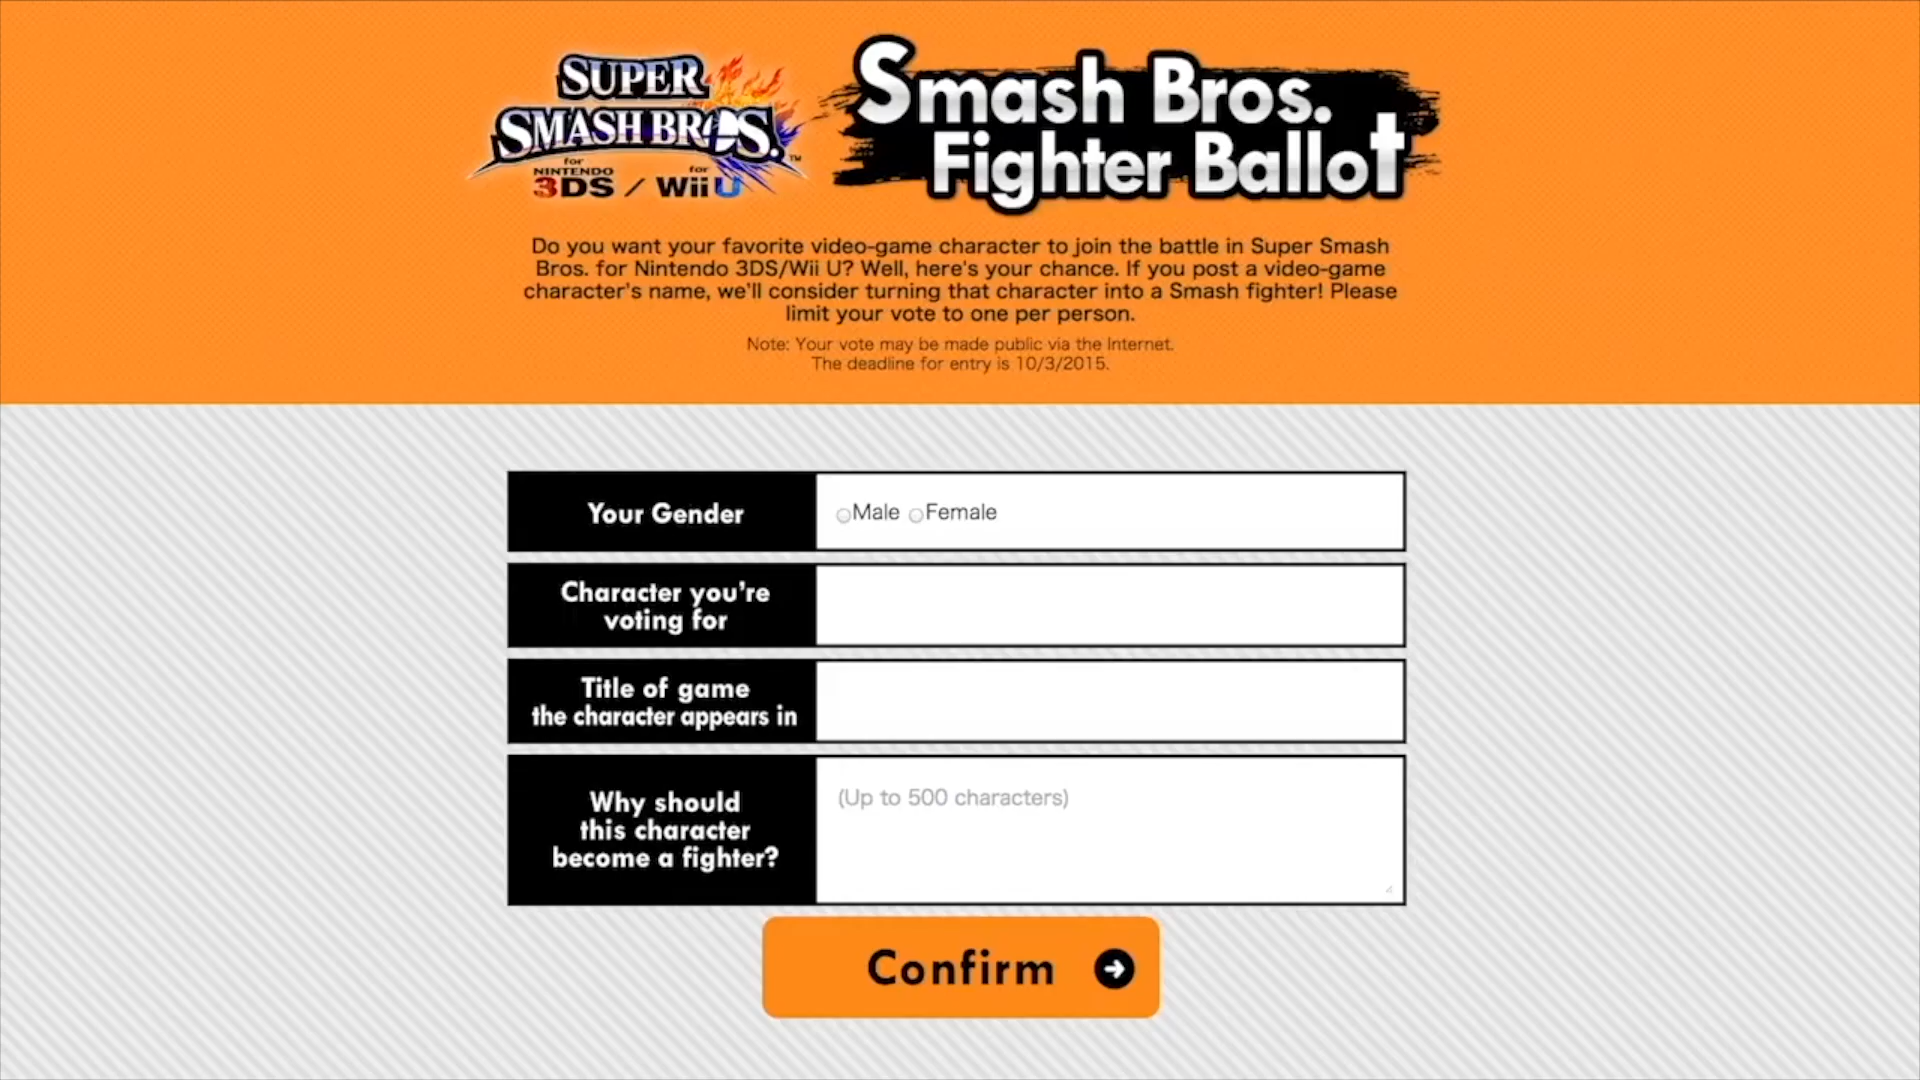 SUPER
SMASH BROS.™
for NINTENDO 3DS / for Wii U
Smash Bros.
Fighter Ballot
Do you want your favorite video-game character to join the battle in Super Smash
Bros. for Nintendo 3DS/Wii U? Well, here's your chance. If you post a video-game
character's name, we'll consider turning that character into a Smash fighter! Please
limit your vote to one per person.
Note: Your vote may be made public via the Internet.
The deadline for entry is 10/3/2015.
Your Gender
Male Female
Character you're
voting for
Title of game
the character appears in
Why should
this character
become a fighter?
(Up to 500 characters)
Confirm